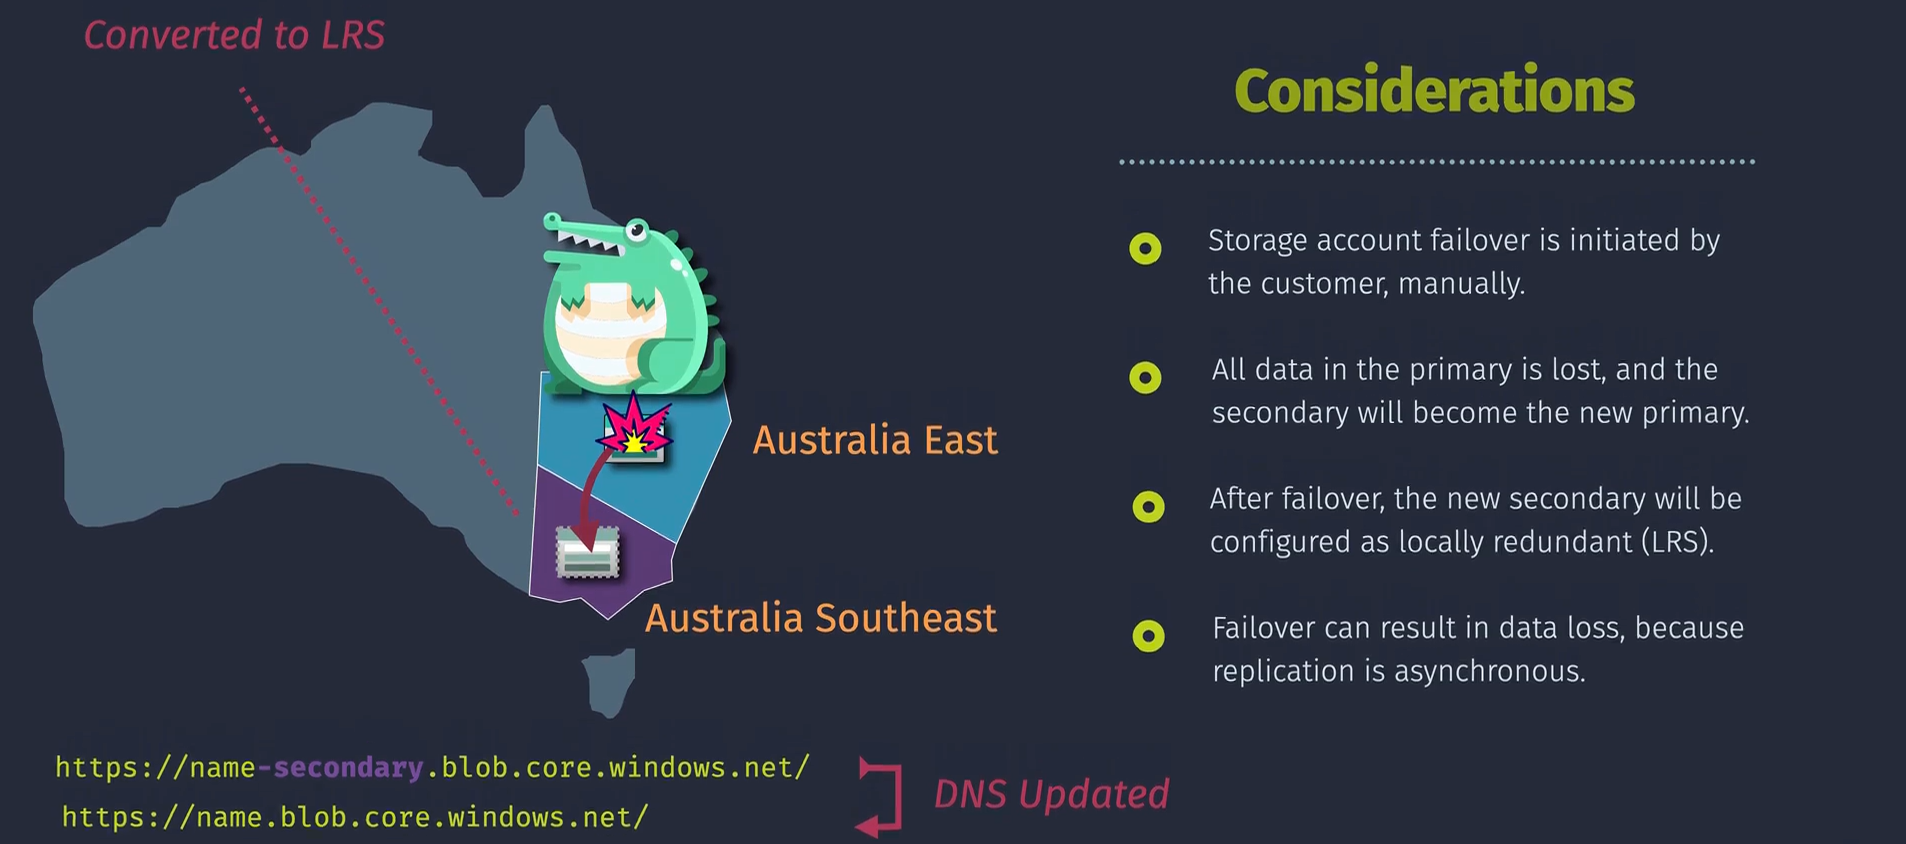 Converted to LRS
Australia East
Australia Southeast
https://name-secondary.blob.core.windows.net/
https://name.blob.core.windows.net/
DNS Updated
Considerations
Storage account failover is initiated by
the customer, manually.
All data in the primary is lost, and the
secondary will become the new primary.
After failover, the new secondary will be
configured as locally redundant (LRS).
Failover can result in data loss, because
replication is asynchronous.